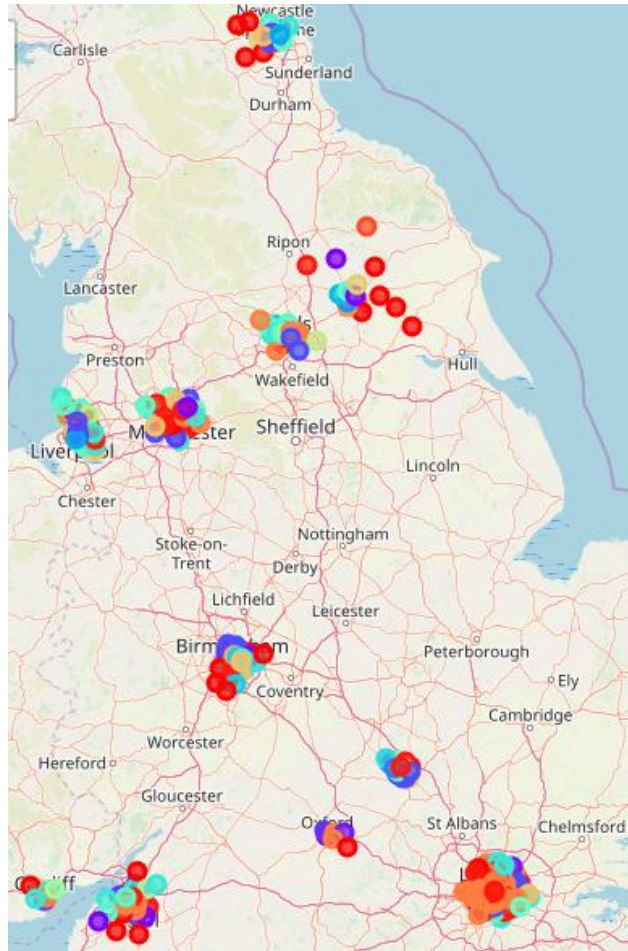 Newcastle
Carlisle
Sunderland
Durham
Ripon
Lancaster
Preston
Wakefield
Hull
Sheffield
Lincoln
Chester
Stoke-on-
Trent
Nottingham
Derby
Lichfield
Leicester
Peterborough
Ely
Coventry
Cambridge
Worcester
Hereford
Gloucester
St Albans
Chelmsford